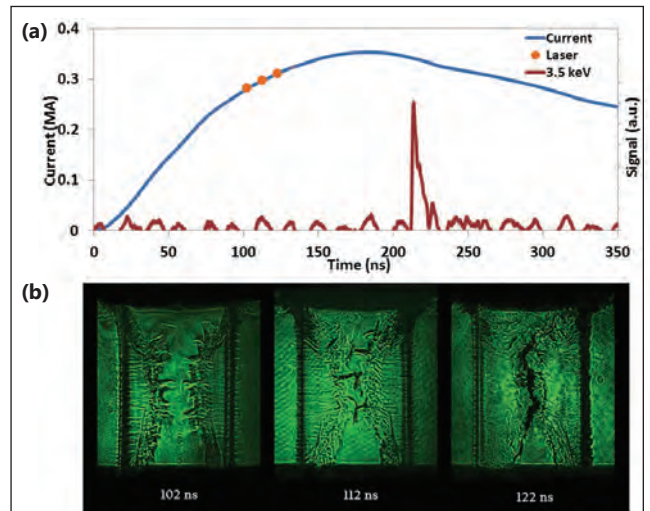 (a)
0.4
0.3
0.2
0.1
0
Current (MA)
Current
Laser
3.5 keV
Signal (a.u.)
0 50 100 150 200 250 300 350
Time (ns)
(b)
102 ns 112 ns 122 ns